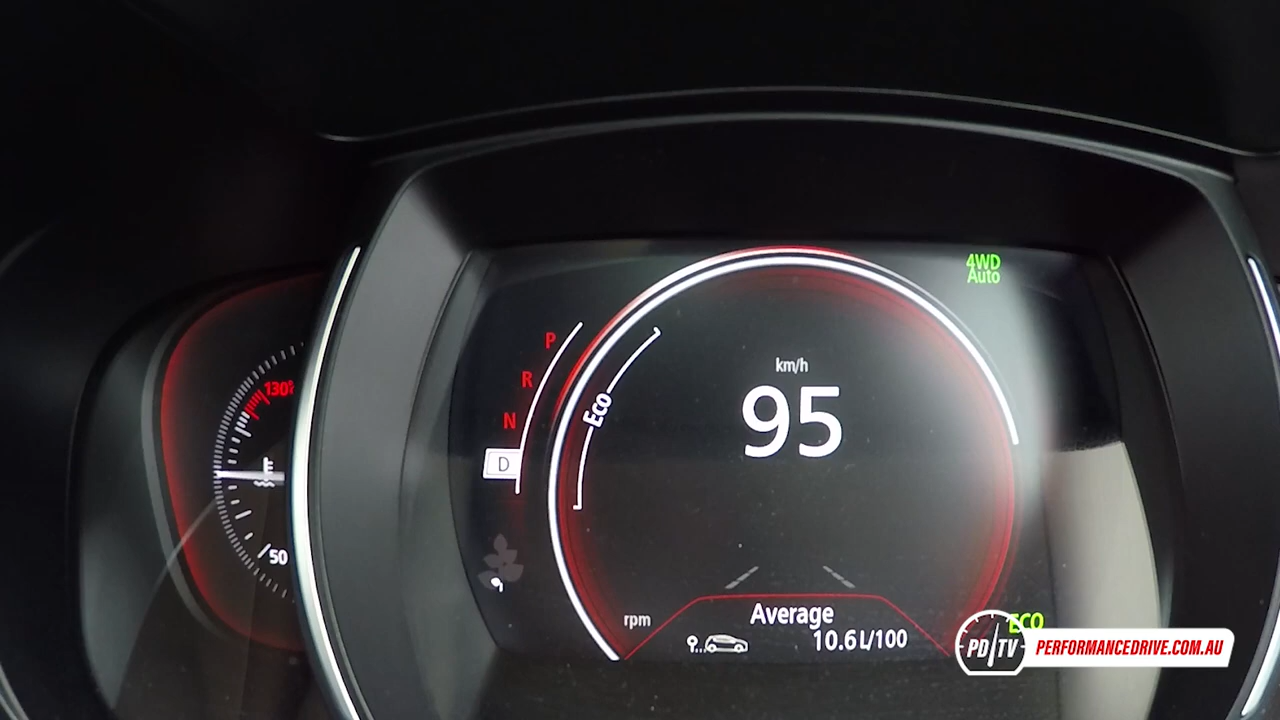 4WD
Auto
P
R
N
D
Eco
km/h
95
130°
50
rpm
Average
10.6L/100
ECO
PD TV
PERFORMANCEDRIVE.COM.AU